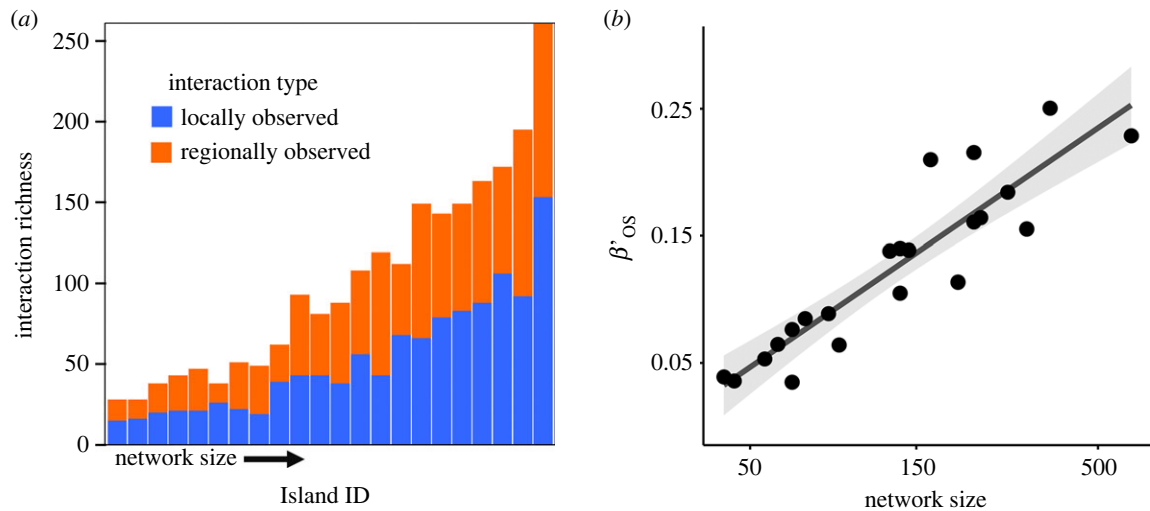 (a)
250
200
150
100
50
0
interaction richness
interaction type
locally observed
regionally observed
network size
Island ID
(b)
0.25
0.15
0.05
β’OS
50
150
500
network size